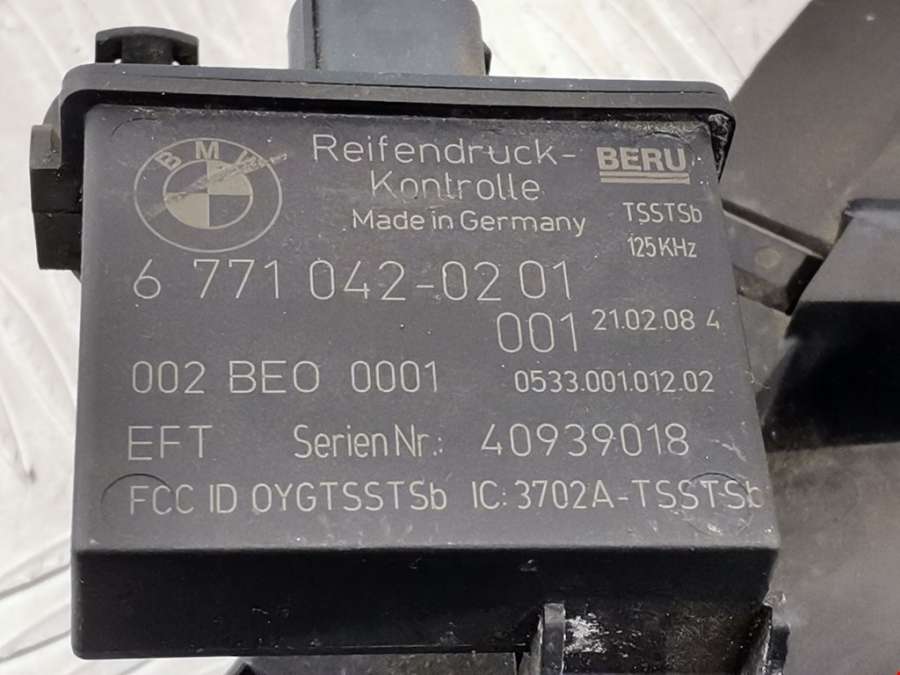 BMW
Reifendruck-
Kontrolle
Made in Germany
BERU
TSSTSb
125KHz
6 771 042-02 01
001 21.02.08 4
002 BEO 0001 0533.001.012.02
EFT Serien Nr.: 40939018
FCC ID OYGTSSTSb IC: 3702A-TSSTSb